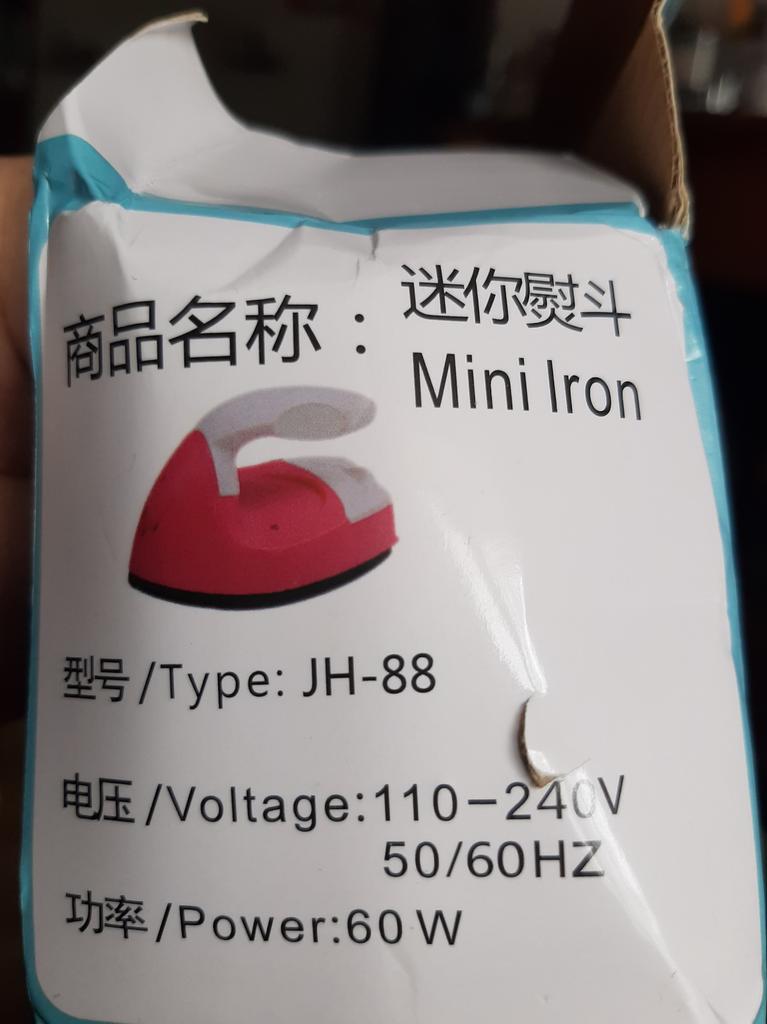 商品名称：迷你熨斗
Mini Iron
型号/Type: JH-88
电压/Voltage:110-240V
50/60HZ
功率/Power:60W